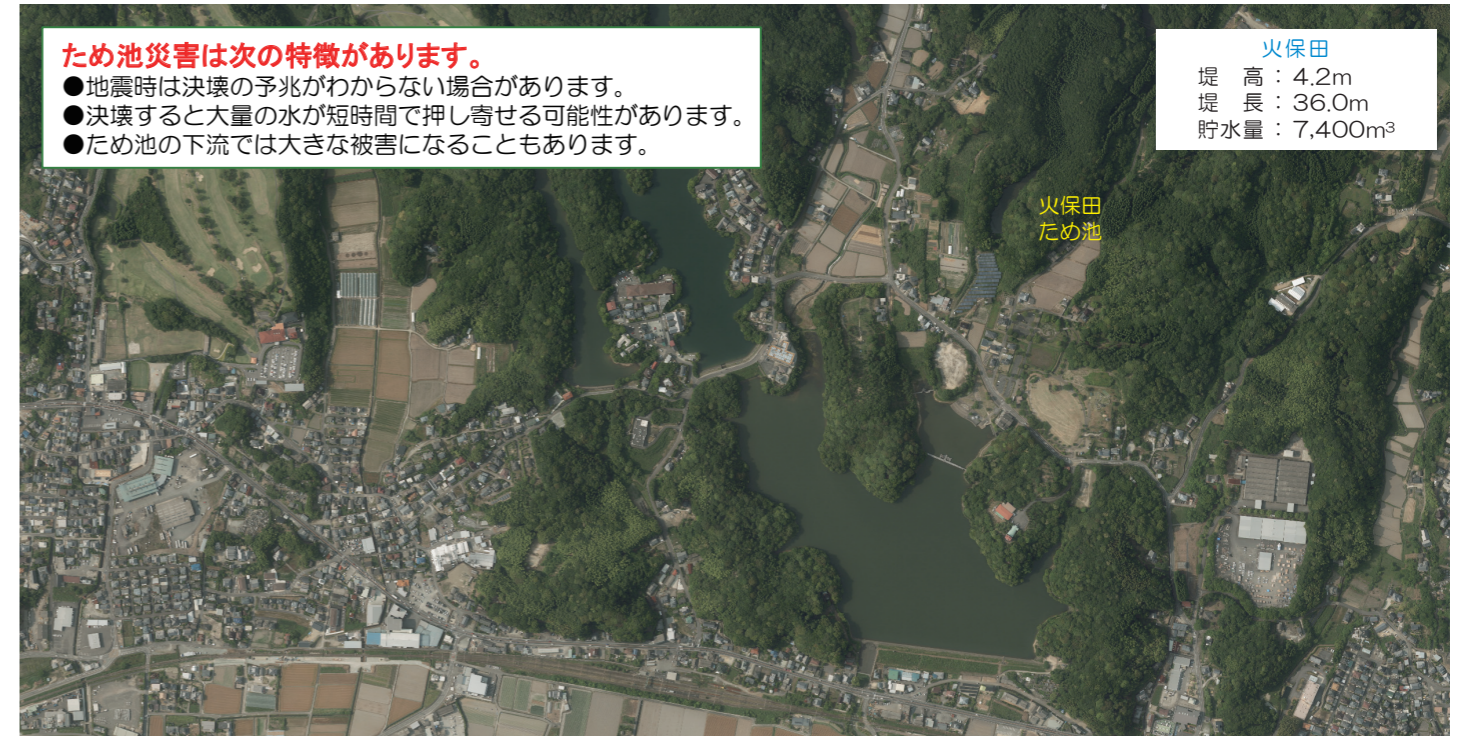 ため池災害は次の特徴があります。
●地震時は決壊の予兆がわからない場合があります。
●決壊すると大量の水が短時間で押し寄せる可能性があります。
●ため池の下流では大きな被害になることもあります。
火保田
堤　高：4.2m
堤　長：36.0m
貯水量：7,400m³
火保田
ため池